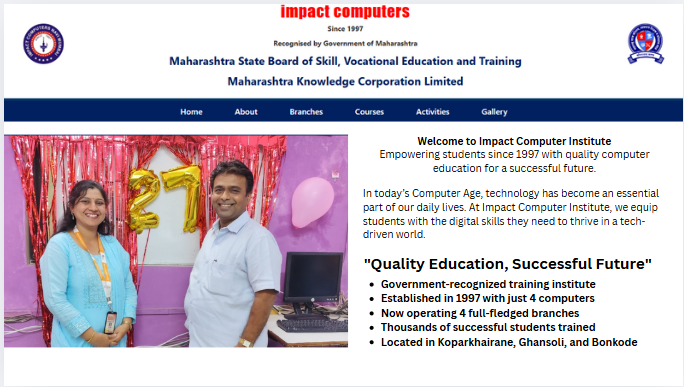 impact computers
Since 1997
Recognised by Government of Maharashtra
Maharashtra State Board of Skill, Vocational Education and Training
Maharashtra Knowledge Corporation Limited
Home About Branches Courses Activities Gallery
27
Welcome to Impact Computer Institute
Empowering students since 1997 with quality computer
education for a successful future.
In today's Computer Age, technology has become an essential
part of our daily lives. At Impact Computer Institute, we equip
students with the digital skills they need to thrive in a tech-
driven world.
"Quality Education, Successful Future"
• Government-recognized training institute
• Established in 1997 with just 4 computers
• Now operating 4 full-fledged branches
• Thousands of successful students trained
• Located in Koparkhairane, Ghansoli, and Bonkode